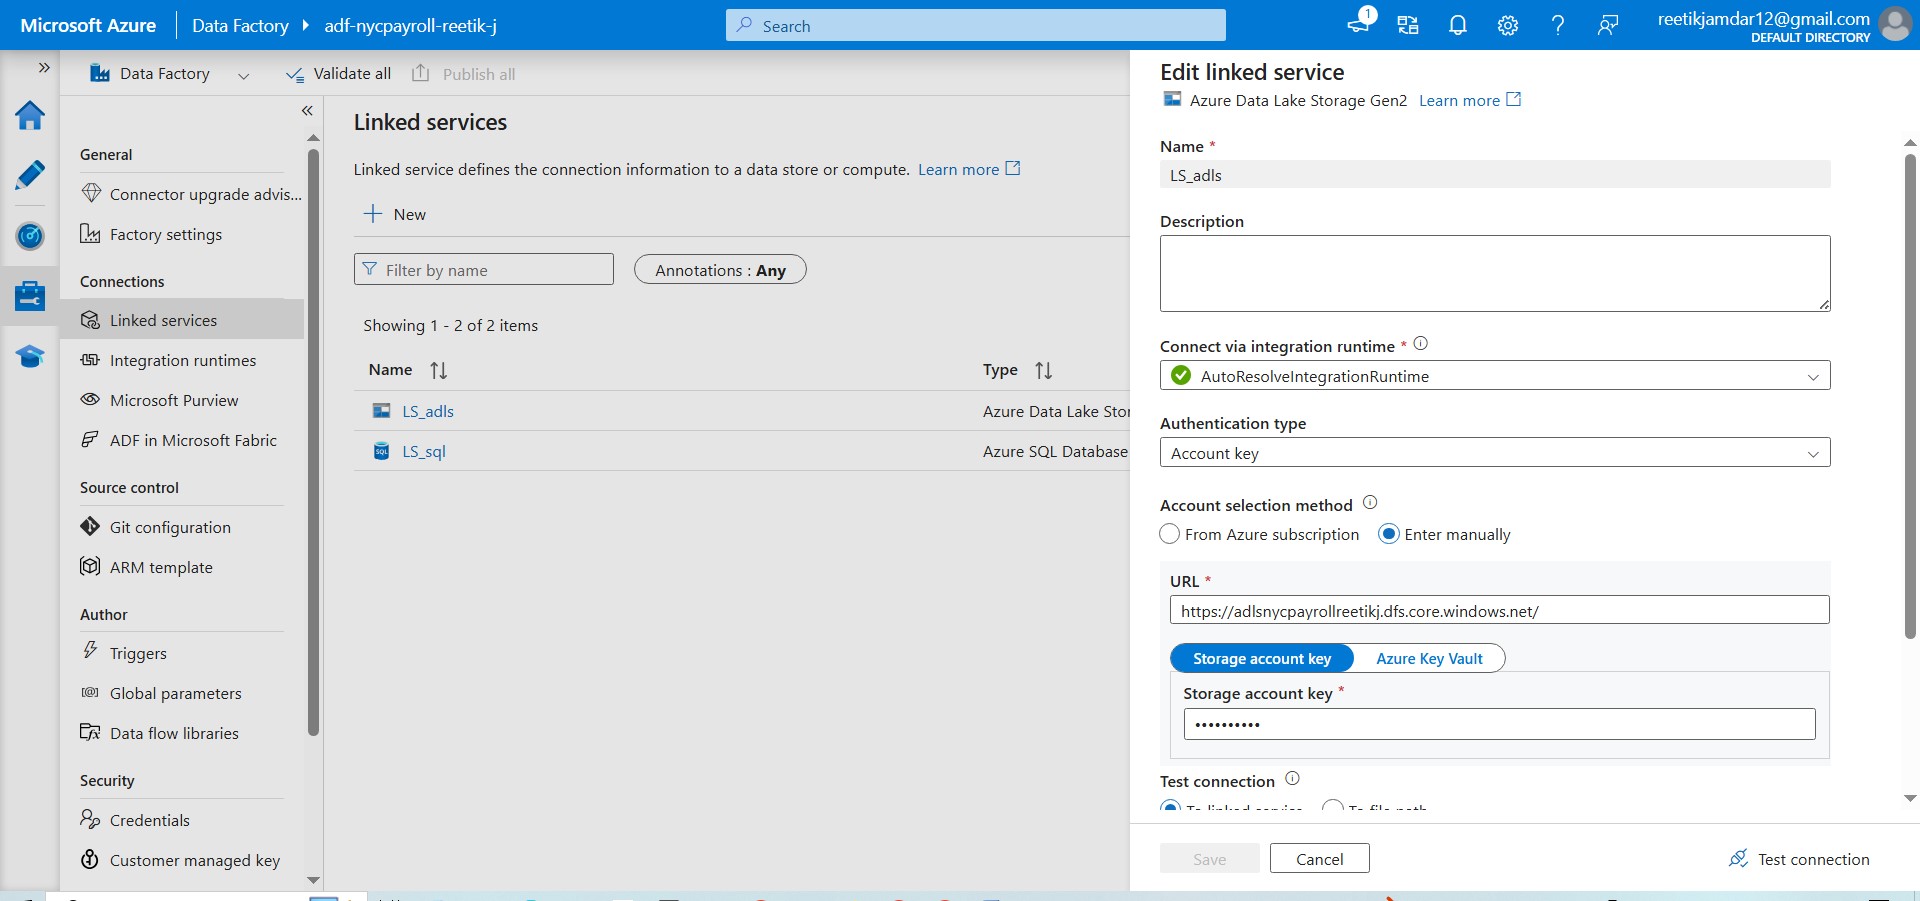 Microsoft Azure
Data Factory
adf-nycpayroll-reetik-j
Search
1
reetikjamdar12@gmail.com
DEFAULT DIRECTORY
Data Factory
Validate all
Publish all
General
Connector upgrade advis...
Factory settings
Connections
Linked services
Integration runtimes
Microsoft Purview
ADF in Microsoft Fabric
Source control
Git configuration
ARM template
Author
Triggers
Global parameters
Data flow libraries
Security
Credentials
Customer managed key
Linked services
Linked service defines the connection information to a data store or compute. Learn more
New
Filter by name
Annotations : Any
Showing 1 - 2 of 2 items
Name Type
LS_adls Azure Data Lake Stor
SQL LS_sql Azure SQL Database
Edit linked service
Azure Data Lake Storage Gen2 Learn more
Name *
LS_adls
Description
Connect via integration runtime *
AutoResolveIntegrationRuntime
Authentication type
Account key
Account selection method
From Azure subscription Enter manually
URL *
https://adlsnycpayrollreetikj.dfs.core.windows.net/
Storage account key Azure Key Vault
Storage account key *
••••••••••
Test connection
To linked service To file path
Save Cancel Test connection